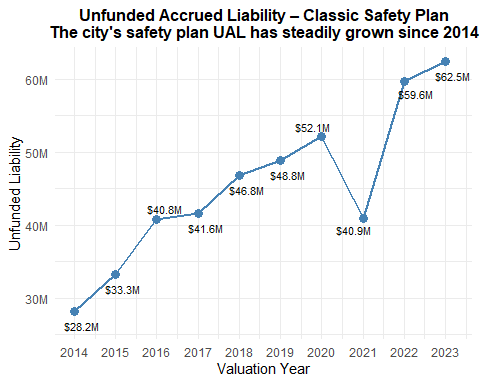 Unfunded Accrued Liability – Classic Safety Plan
The city's safety plan UAL has steadily grown since 2014
Unfunded Liability
60M
50M
40M
30M
$28.2M
$33.3M
$40.8M
$41.6M
$46.8M
$48.8M
$52.1M
$40.9M
$59.6M
$62.5M
2014 2015 2016 2017 2018 2019 2020 2021 2022 2023
Valuation Year